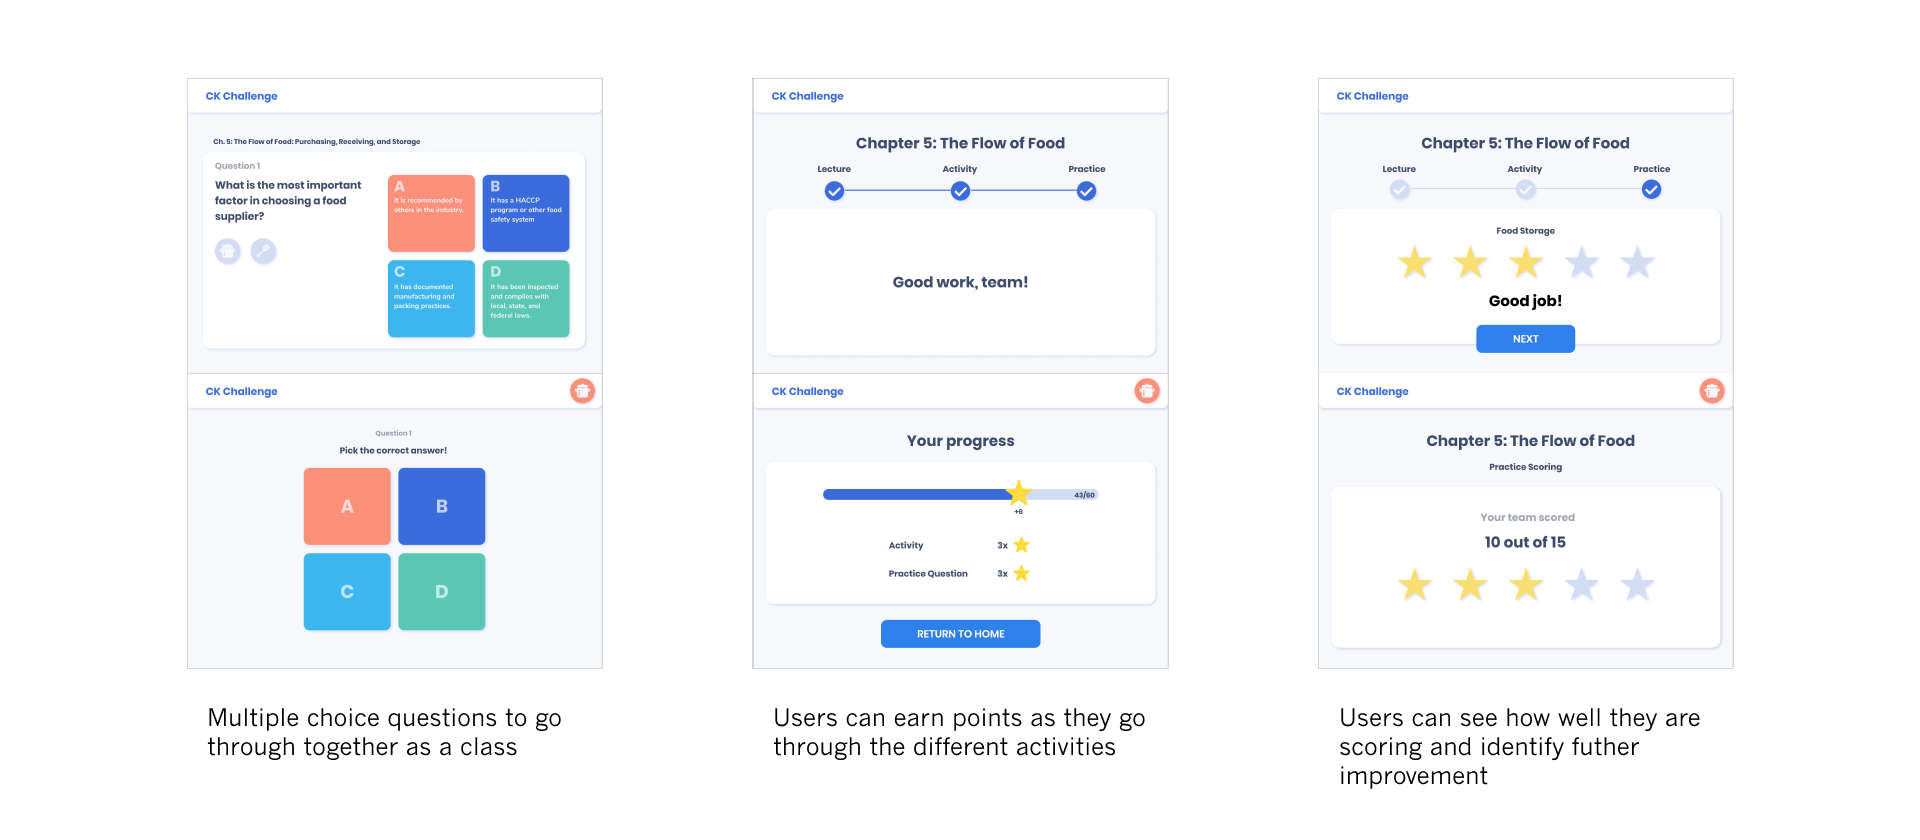 CK Challenge
Ch. 5: The Flow of Food: Purchasing, Receiving, and Storage
Question 1
What is the most important
factor in choosing a food
supplier?
A
It is recommended by
others in the industry.
B
It has a HACCP
program or other food
safety system
C
It has documented
manufacturing and
packing practices.
D
It has been inspected
and complies with
local, state, and
federal laws.
CK Challenge
Question 1
Pick the correct answer!
A
B
C
D
Multiple choice questions to go
through together as a class
CK Challenge
Chapter 5: The Flow of Food
Lecture
Activity
Practice
Good work, team!
CK Challenge
Your progress
43/60
+6
Activity 3x
Practice Question 3x
RETURN TO HOME
Users can earn points as they go
through the different activities
CK Challenge
Chapter 5: The Flow of Food
Lecture
Activity
Practice
Food Storage
Good job!
NEXT
CK Challenge
Chapter 5: The Flow of Food
Practice Scoring
Your team scored
10 out of 15
Users can see how well they are
scoring and identify futher
improvement